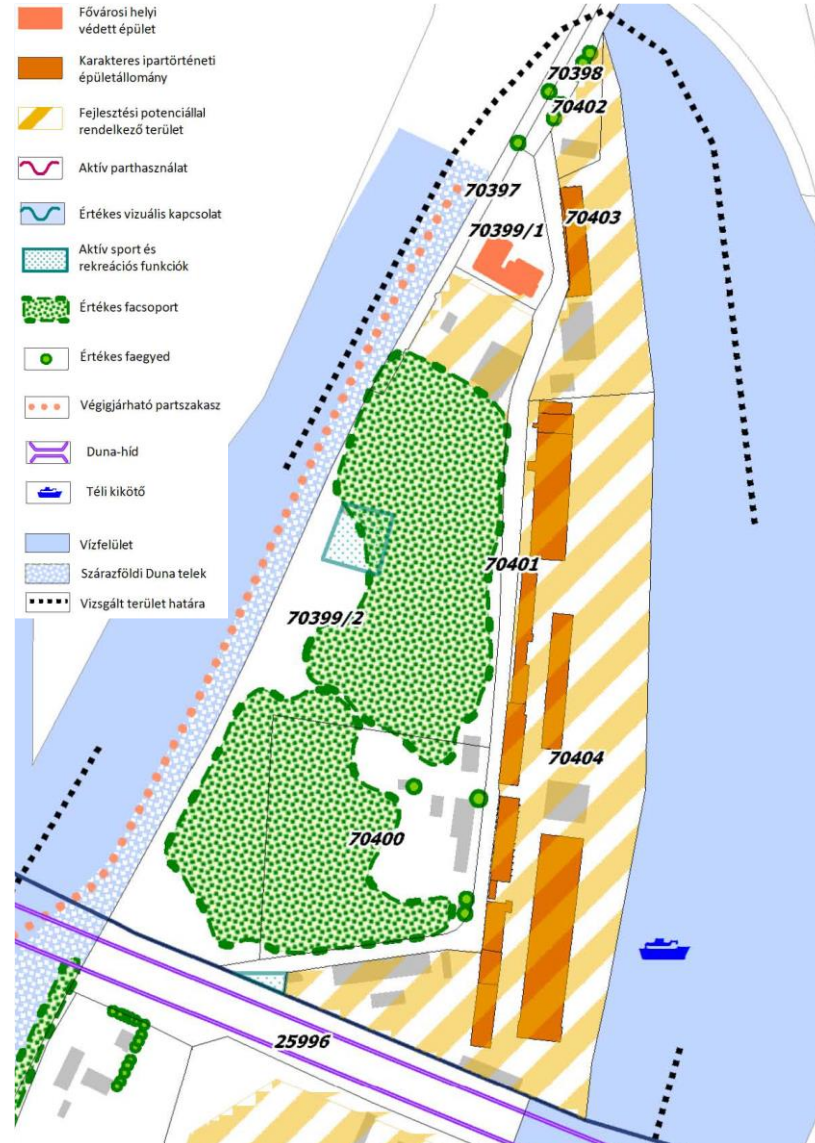 Fővárosi helyi
védett épület
Karakteres ipartörténeti
épületállomány
Fejlesztési potenciállal
rendelkező terület
Aktív parthasználat
Értékes vizuális kapcsolat
Aktív sport és
rekreációs funkciók
Értékes facsoport
Értékes faegyed
Végigjárható partszakasz
Duna-híd
Téli kikötő
Vízfelület
Szárazföldi Duna telek
Vizsgált terület határa
70398
70402
70397
70403
70399/1
70401
70399/2
70404
70400
25996